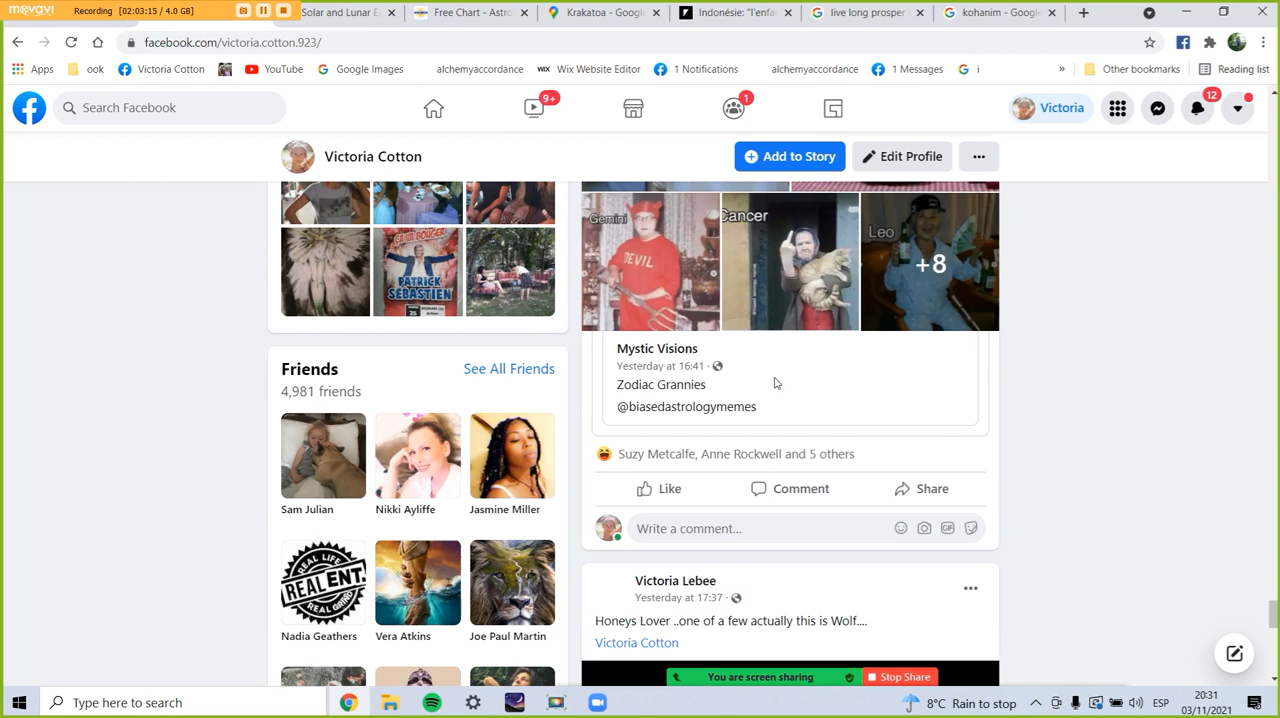 movavi
Recording 02:03:15 / 4.0 GB
Solar and Lunar E
Free Chart - Astro
Krakatoa - Google
Indonésie: "l'enfa
live long prosper
kohanim - Google
facebook.com/victoria.cotton.923/
Apps
ook
Victoria Cotton
YouTube
Google Images
alchemyaccordance
WIX
Wix Website Editor
1 Notifications
alchemyaccordance
1 Messages
i
»
Other bookmarks
Reading list
Search Facebook
9+
1
Victoria
12
Victoria Cotton
Add to Story
Edit Profile
PATRICK
SEBASTIEN
25
Gemini
DEVIL
Cancer
Leo
+8
Mystic Visions
Yesterday at 16:41 ·
Zodiac Grannies
@biasedastrologymemes
Friends
See All Friends
4,981 friends
Sam Julian
Nikki Ayliffe
Jasmine Miller
REAL LIFE
REAL ENT.
REAL GRIND
Nadia Geathers
Vera Atkins
Joe Paul Martin
Suzy Metcalfe, Anne Rockwell and 5 others
Like
Comment
Share
Write a comment...
GIF
Victoria Lebee
Yesterday at 17:37 ·
Honeys Lover ..one of a few actually this is Wolf....
Victoria Cotton
You are screen sharing
Stop Share
Type here to search
8°C Rain to stop
ESP
20:31
03/11/2021